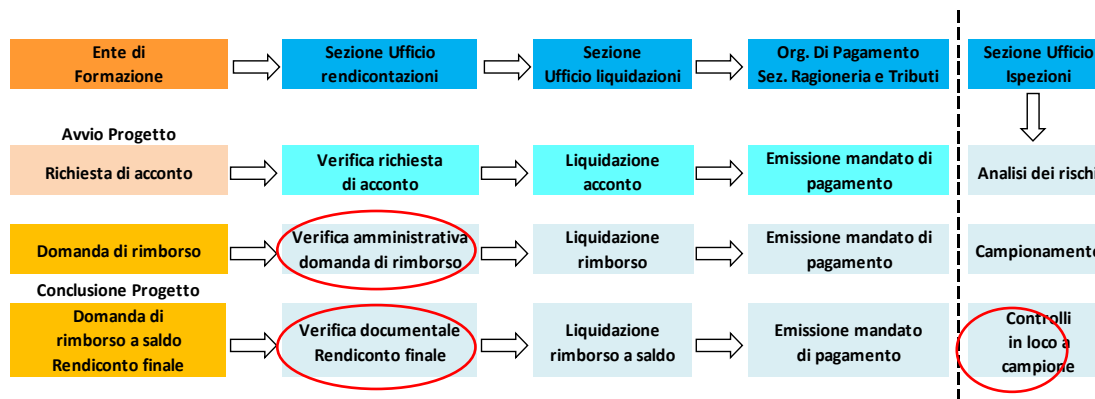 Ente di
Formazione
Sezione Ufficio
rendicontazioni
Sezione
Ufficio liquidazioni
Org. Di Pagamento
Sez. Ragioneria e Tributi
Sezione Ufficio
Ispezioni
Avvio Progetto
Richiesta di acconto
Verifica richiesta
di acconto
Liquidazione
acconto
Emissione mandato di
pagamento
Analisi dei rischi
Domanda di rimborso
Verifica amministrativa
domanda di rimborso
Liquidazione
rimborso
Emissione mandato di
pagamento
Campionamento
Conclusione Progetto
Domanda di
rimborso a saldo
Rendiconto finale
Verifica documentale
Rendiconto finale
Liquidazione
rimborso a saldo
Emissione mandato
di pagamento
Controlli
in loco a
campione